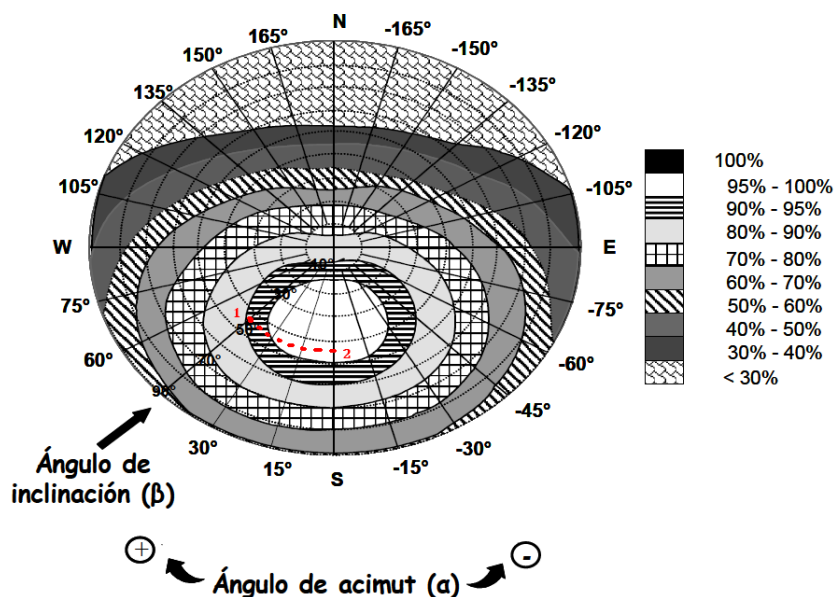 N
165° -165°
150° -150°
135° -135°
120° -120°
105° -105°
W E
75° -75°
60° -60°
-45°
30° -30°
15° -15°
S
10°
30°
50°
70°
90°
1
2
100%
95% - 100%
90% - 95%
80% - 90%
70% - 80%
60% - 70%
50% - 60%
40% - 50%
30% - 40%
< 30%
Ángulo de
inclinación (β)
+ -
Ángulo de acimut (α)